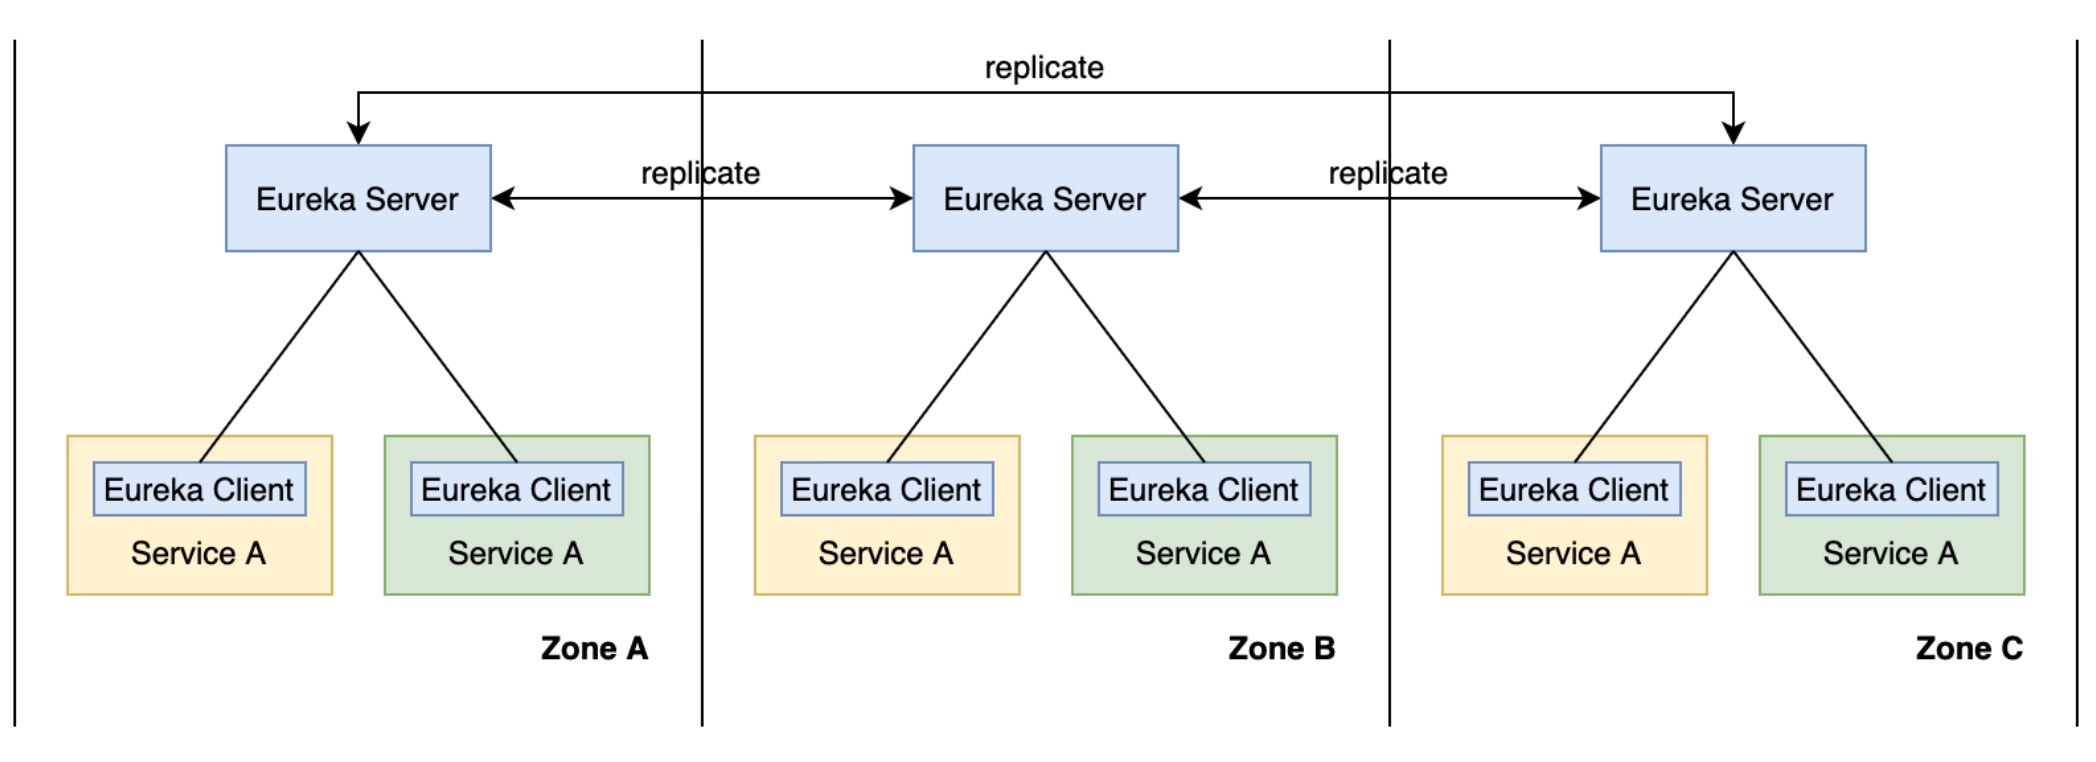 replicate
replicate
replicate
Eureka Server
Eureka Server
Eureka Server
Eureka Client
Eureka Client
Eureka Client
Eureka Client
Eureka Client
Eureka Client
Service A
Service A
Service A
Service A
Service A
Service A
Zone A
Zone B
Zone C